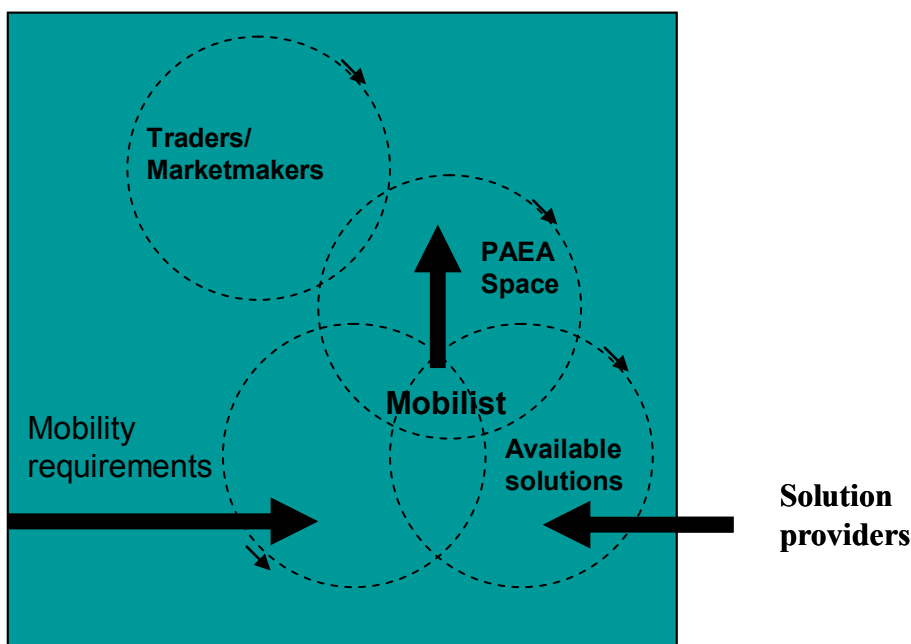 Traders/
Marketmakers
PAEA
Space
Mobilist
Mobility
requirements
Available
solutions
Solution
providers